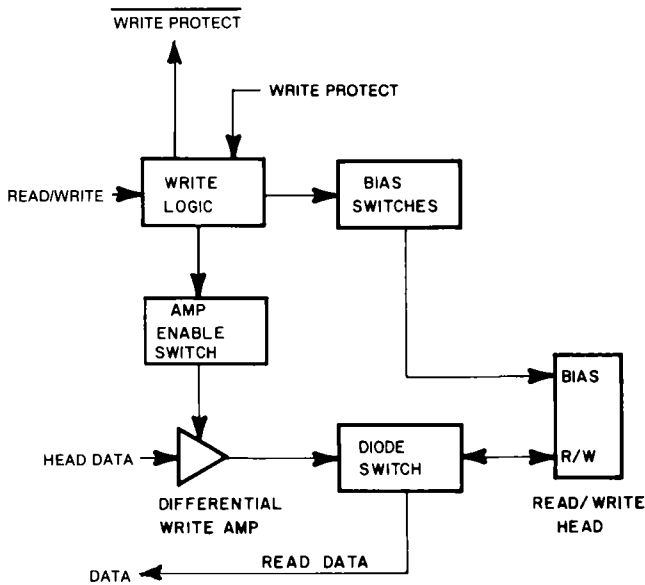 WRITE PROTECT
WRITE PROTECT
READ/WRITE
WRITE
LOGIC
BIAS
SWITCHES
AMP
ENABLE
SWITCH
BIAS
HEAD DATA
DIODE
SWITCH
R/W
DIFFERENTIAL
WRITE AMP
READ/WRITE
HEAD
READ DATA
DATA